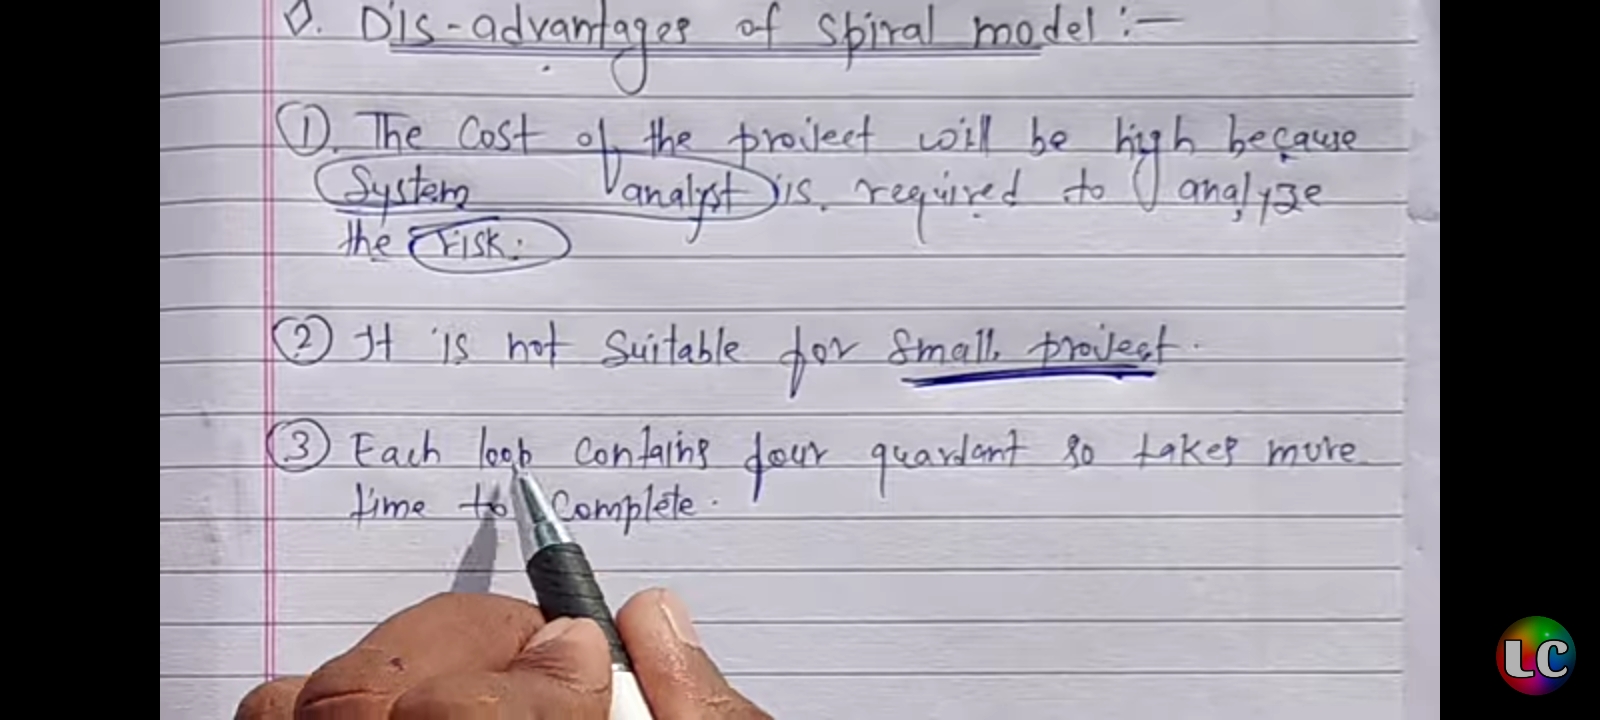 ◊. Dis-advantages of spiral model :-
①. The cost of the project will be high because
System analyst is required to analyze
the risk.
② It is not suitable for small project.
③ Each loop contains four quardant so takes more
time to complete.
LC